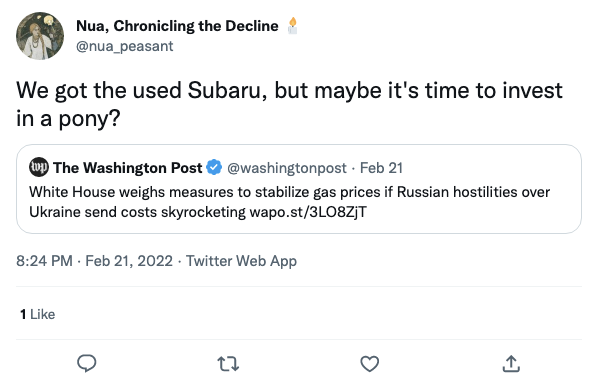 Nua, Chronicling the Decline 🕯️
@nua_peasant
We got the used Subaru, but maybe it's time to invest
in a pony?
wp The Washington Post @washingtonpost · Feb 21
White House weighs measures to stabilize gas prices if Russian hostilities over
Ukraine send costs skyrocketing wapo.st/3LO8ZjT
8:24 PM · Feb 21, 2022 · Twitter Web App
1 Like